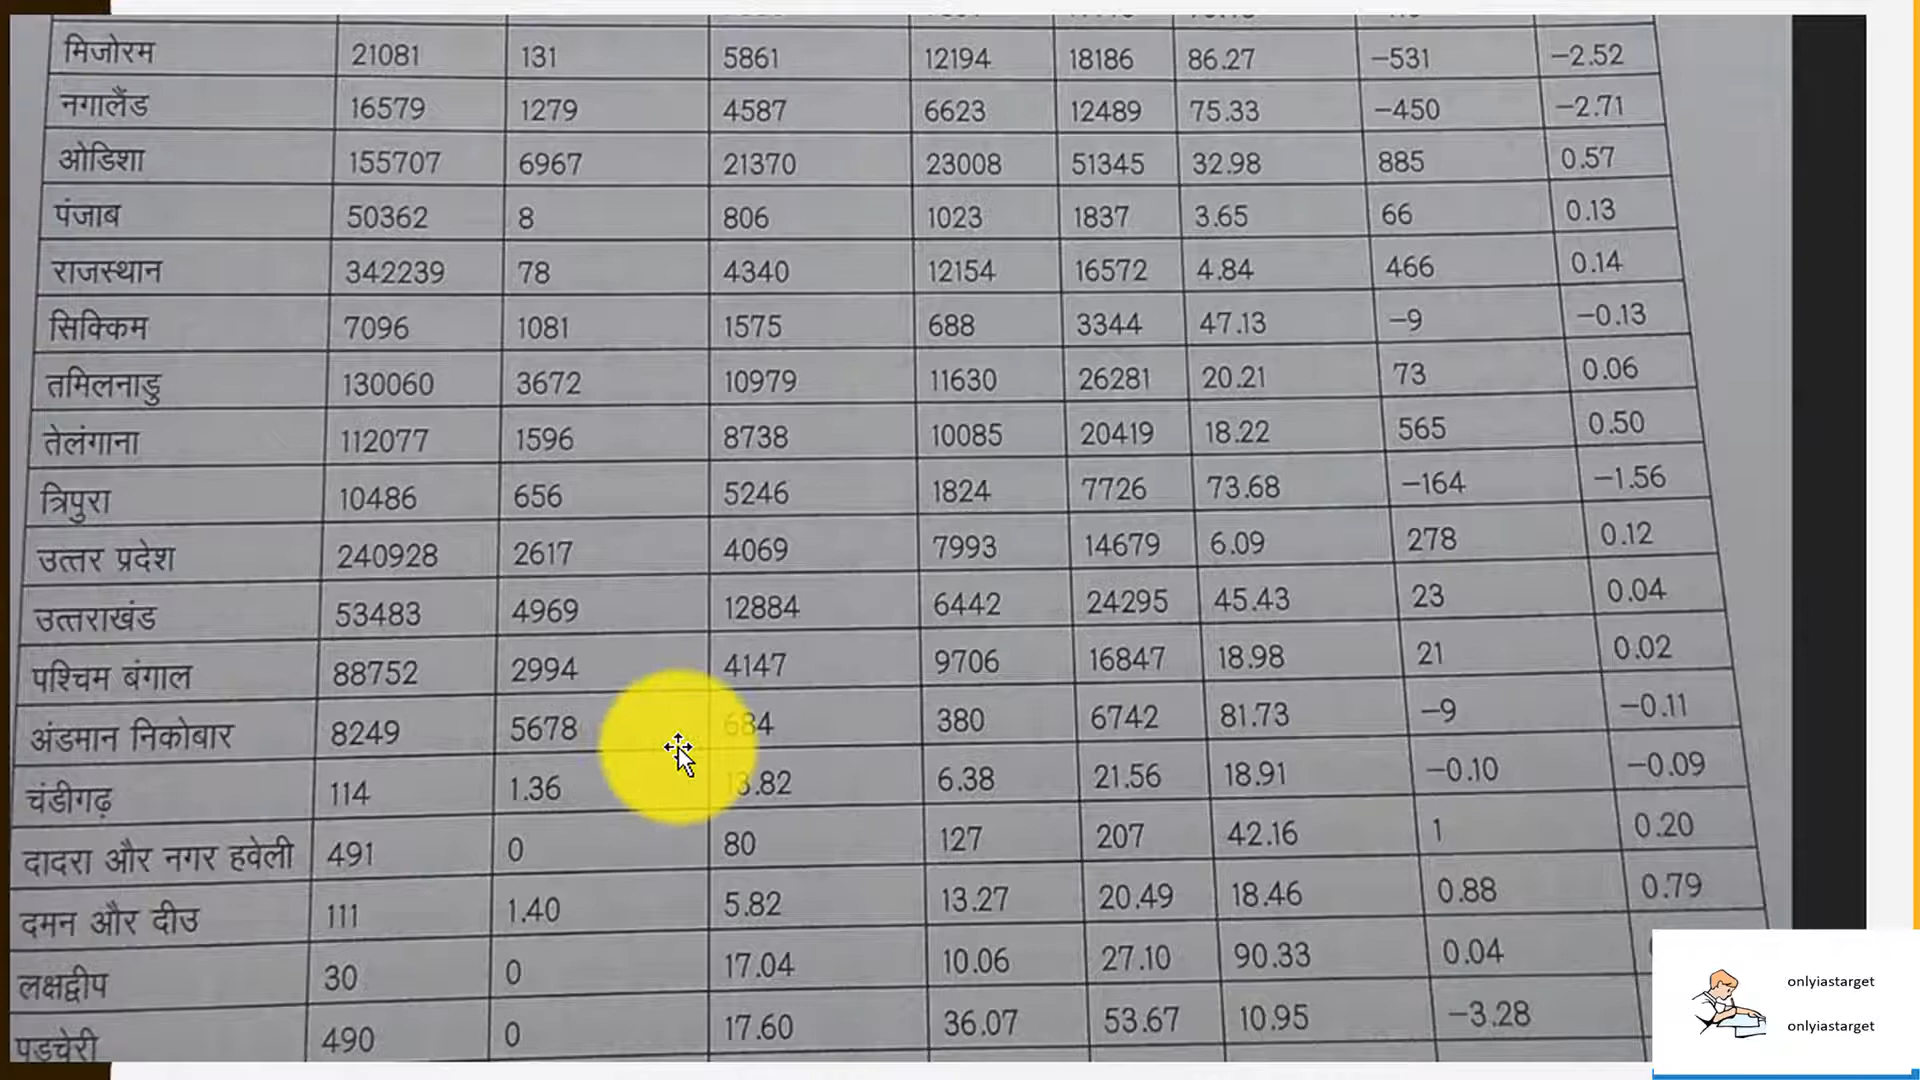 मिजोरम 21081 131 5861 12194 18186 86.27 −531 −2.52
नगालैंड 16579 1279 4587 6623 12489 75.33 −450 −2.71
ओडिशा 155707 6967 21370 23008 51345 32.98 885 0.57
पंजाब 50362 8 806 1023 1837 3.65 66 0.13
राजस्थान 342239 78 4340 12154 16572 4.84 466 0.14
सिक्किम 7096 1081 1575 688 3344 47.13 −9 −0.13
तमिलनाडु 130060 3672 10979 11630 26281 20.21 73 0.06
तेलंगाना 112077 1596 8738 10085 20419 18.22 565 0.50
त्रिपुरा 10486 656 5246 1824 7726 73.68 −164 −1.56
उत्तर प्रदेश 240928 2617 4069 7993 14679 6.09 278 0.12
उत्तराखंड 53483 4969 12884 6442 24295 45.43 23 0.04
पश्चिम बंगाल 88752 2994 4147 9706 16847 18.98 21 0.02
अंडमान निकोबार 8249 5678 684 380 6742 81.73 −9 −0.11
चंडीगढ़ 114 1.36 13.82 6.38 21.56 18.91 −0.10 −0.09
दादरा और नगर हवेली 491 0 80 127 207 42.16 1 0.20
दमन और दीउ 111 1.40 5.82 13.27 20.49 18.46 0.88 0.79
लक्षद्वीप 30 0 17.04 10.06 27.10 90.33 0.04
पडुचेरी 490 0 17.60 36.07 53.67 10.95 −3.28
onlyiastarget
onlyiastarget